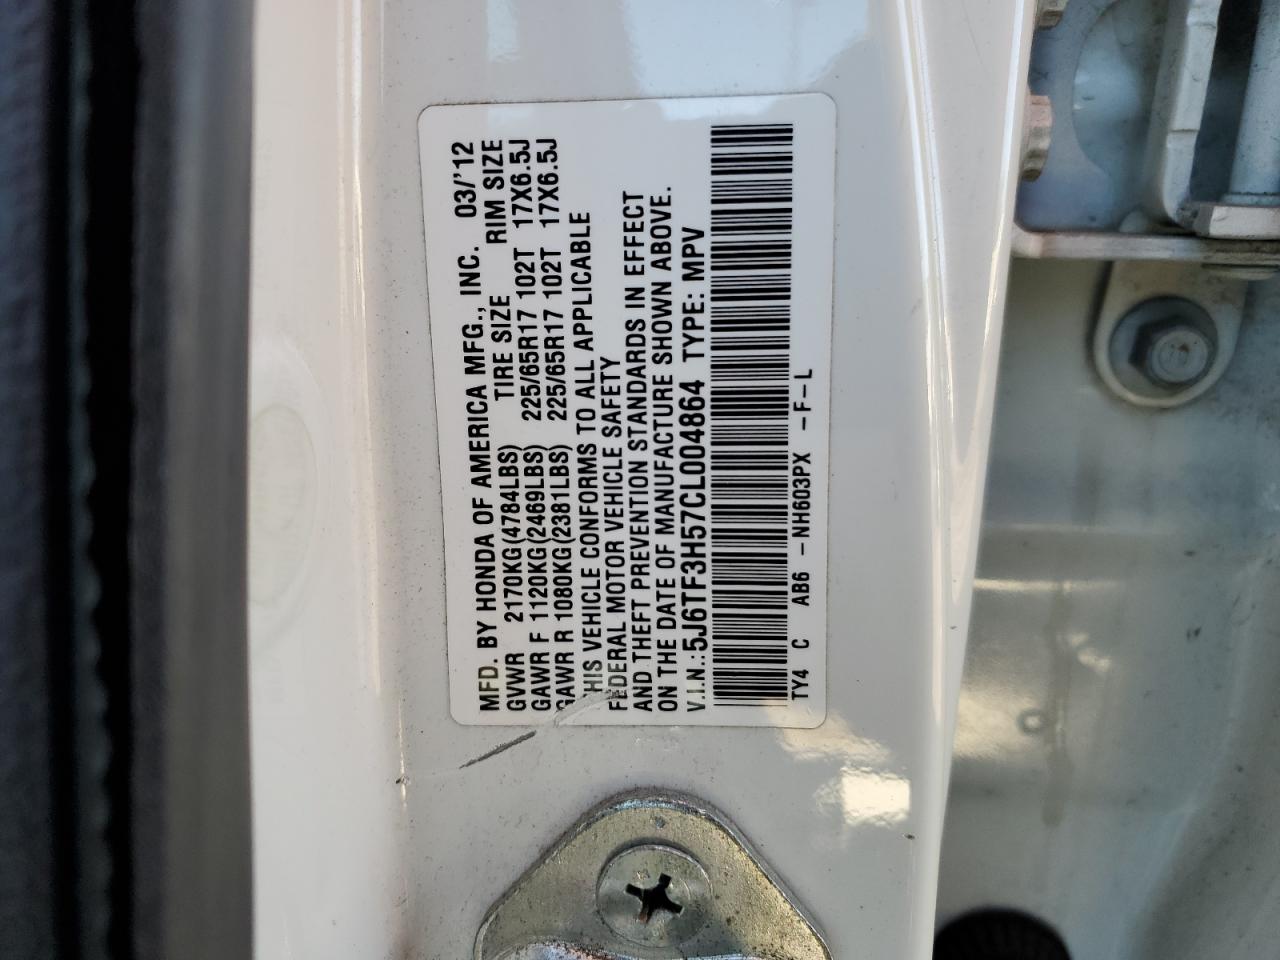 MFD. BY HONDA OF AMERICA MFG., INC. 03/'12
GVWR 2170KG(4784LBS) TIRE SIZE RIM SIZE
GAWR F 1120KG(2469LBS) 225/65R17 102T 17X6.5J
GAWR R 1080KG(2381LBS) 225/65R17 102T 17X6.5J
THIS VEHICLE CONFORMS TO ALL APPLICABLE
FEDERAL MOTOR VEHICLE SAFETY
AND THEFT PREVENTION STANDARDS IN EFFECT
ON THE DATE OF MANUFACTURE SHOWN ABOVE.
V.I.N.:5J6TF3H57CL004864 TYPE: MPV
TY4 C AB6 -NH603PX -F-L